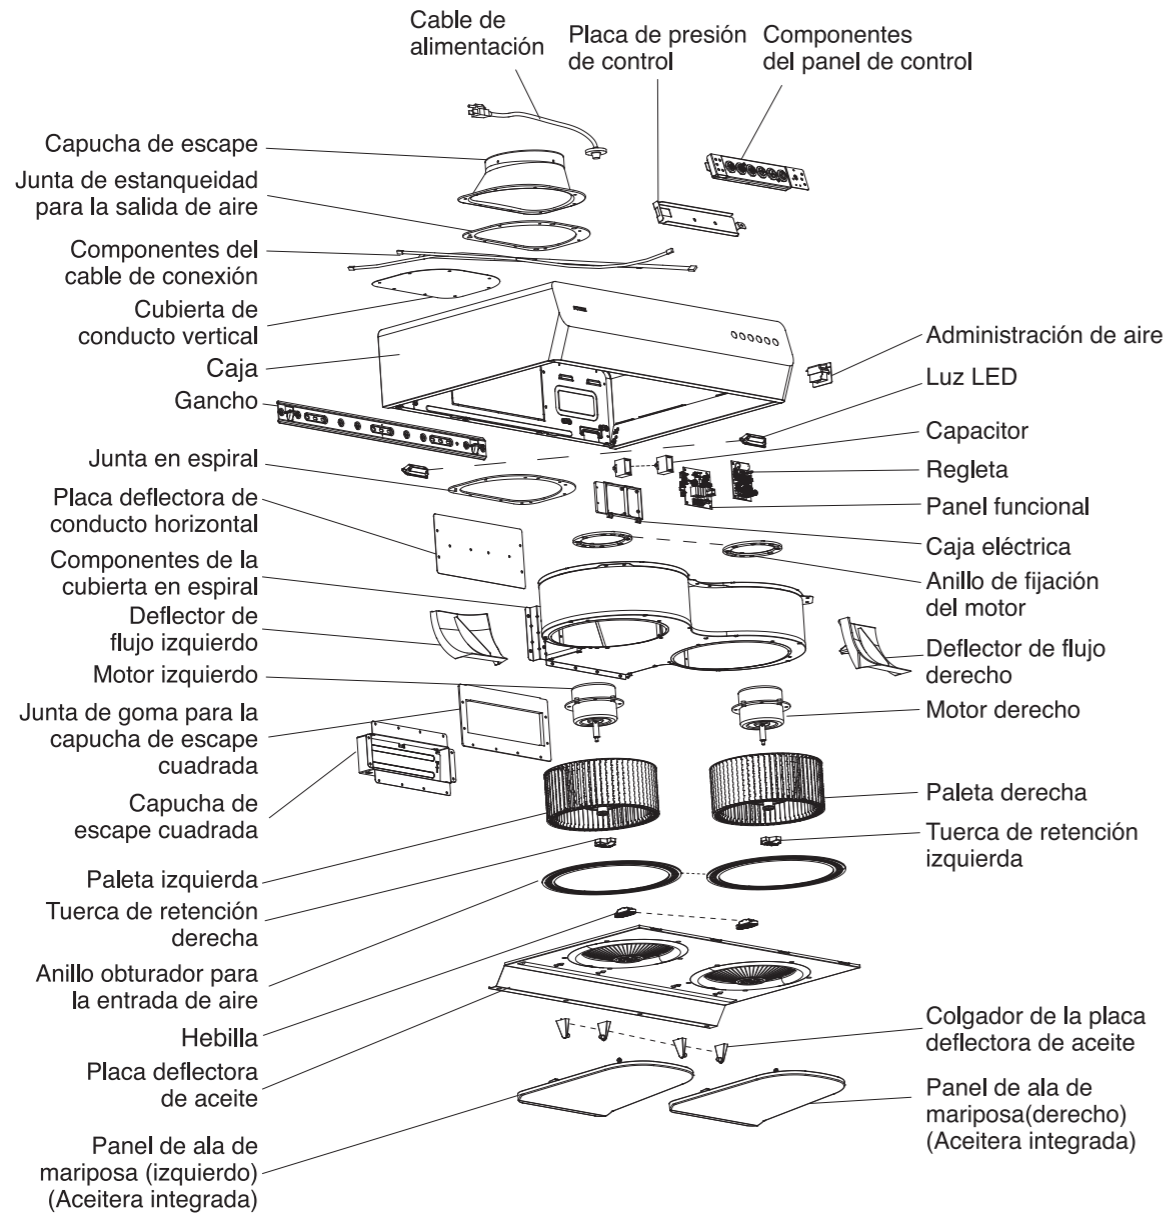 Cable de
alimentación
Placa de presión
de control
Componentes
del panel de control
Capucha de escape
Junta de estanqueidad
para la salida de aire
Componentes del
cable de conexión
Cubierta de
conducto vertical
Caja
Gancho
Junta en espiral
Placa deflectora de
conducto horizontal
Componentes de la
cubierta en espiral
Deflector de
flujo izquierdo
Motor izquierdo
Junta de goma para la
capucha de escape
cuadrada
Capucha de
escape cuadrada
Paleta izquierda
Tuerca de retención
derecha
Anillo obturador para
la entrada de aire
Hebilla
Placa deflectora
de aceite
Panel de ala de
mariposa (izquierdo)
(Aceitera integrada)
Administración de aire
Luz LED
Capacitor
Regleta
Panel funcional
Caja eléctrica
Anillo de fijación
del motor
Deflector de flujo
derecho
Motor derecho
Paleta derecha
Tuerca de retención
izquierda
Colgador de la placa
deflectora de aceite
Panel de ala de
mariposa(derecho)
(Aceitera integrada)